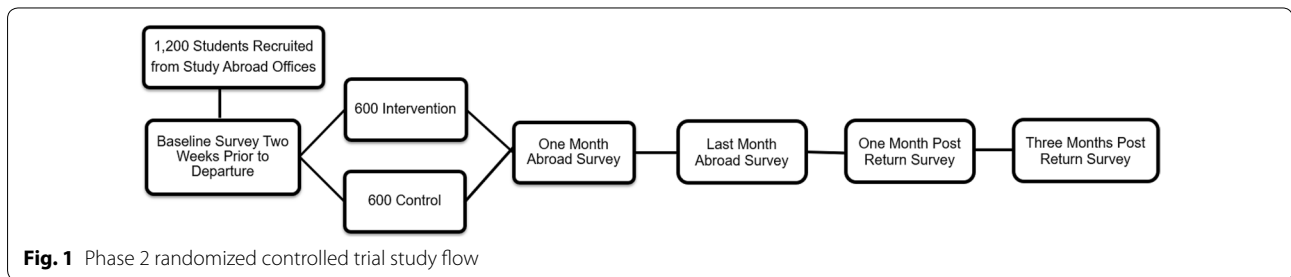 1,200 Students Recruited
from Study Abroad Offices
Baseline Survey Two
Weeks Prior to
Departure
600 Intervention
600 Control
One Month
Abroad Survey
Last Month
Abroad Survey
One Month Post
Return Survey
Three Months Post
Return Survey
Fig. 1 Phase 2 randomized controlled trial study flow